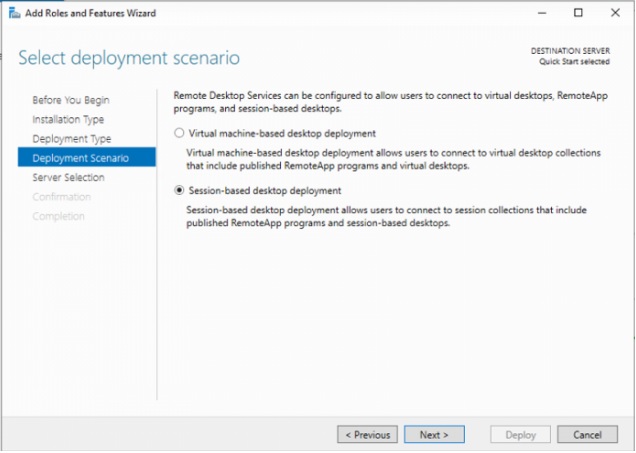 Add Roles and Features Wizard
Select deployment scenario
DESTINATION SERVER
Quick Start selected
Before You Begin
Installation Type
Deployment Type
Deployment Scenario
Server Selection
Confirmation
Completion
Remote Desktop Services can be configured to allow users to connect to virtual desktops, RemoteApp
programs, and session-based desktops.
Virtual machine-based desktop deployment
Virtual machine-based desktop deployment allows users to connect to virtual desktop collections
that include published RemoteApp programs and virtual desktops.
Session-based desktop deployment
Session-based desktop deployment allows users to connect to session collections that include
published RemoteApp programs and session-based desktops.
< Previous
Next >
Deploy
Cancel